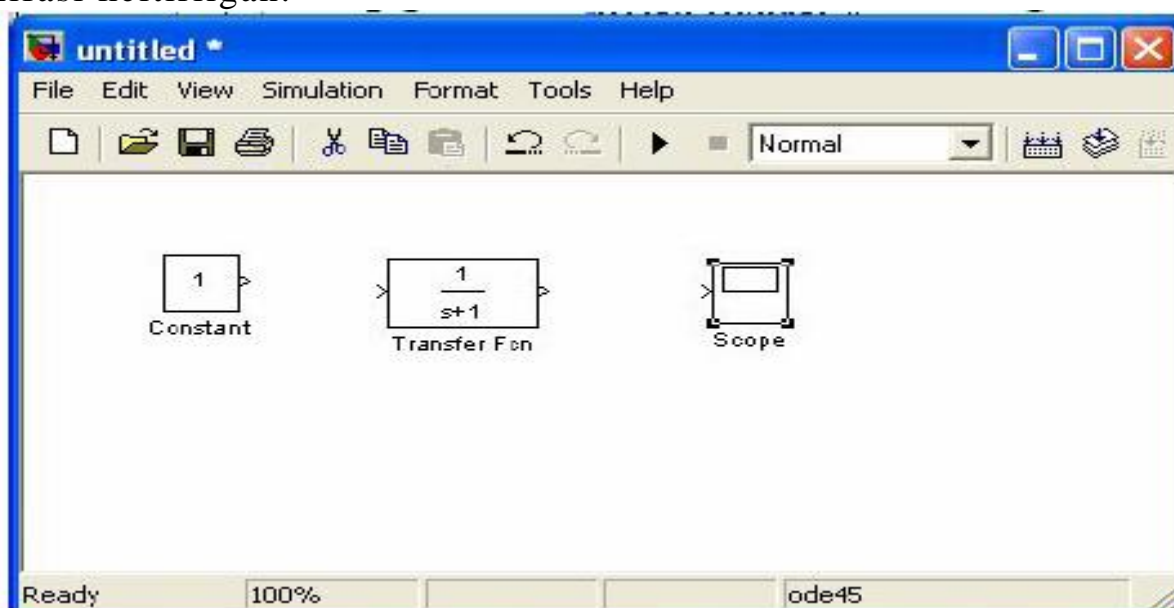 untitled *
File Edit View Simulation Format Tools Help
Normal
1
1
s+1
Constant
Transfer Fcn
Scope
Ready 100% ode45